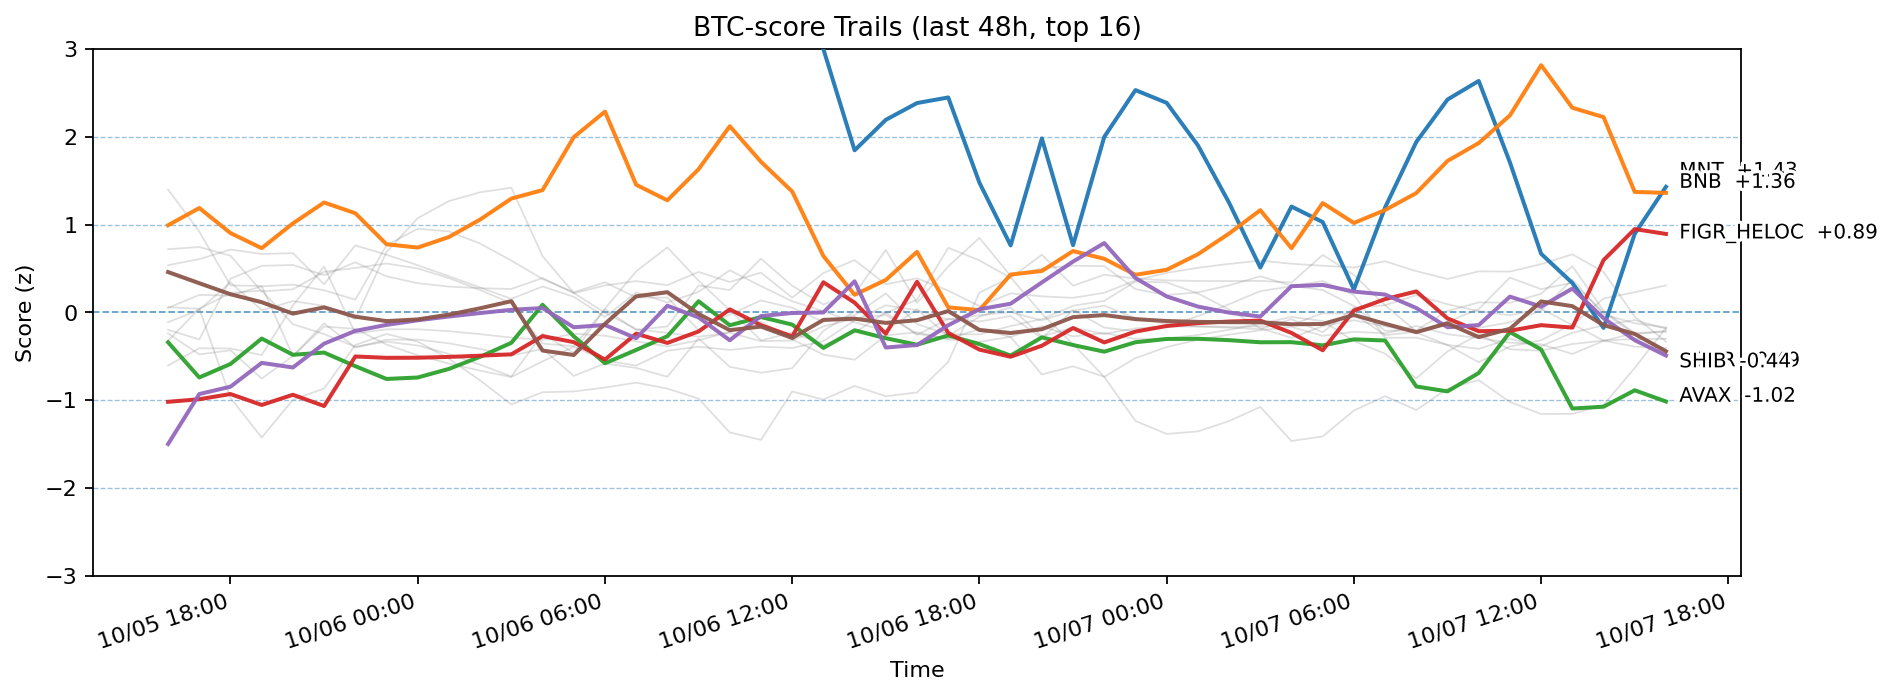 BTC-score Trails (last 48h, top 16)
Score (z)
3
2
1
0
−1
−2
−3
MNT +1.43
BNB +1.36
FIGR_HELOC +0.89
SHIB
AVAX -1.02
10/05 18:00
10/06 00:00
10/06 06:00
10/06 12:00
10/06 18:00
10/07 00:00
10/07 06:00
10/07 12:00
10/07 18:00
Time